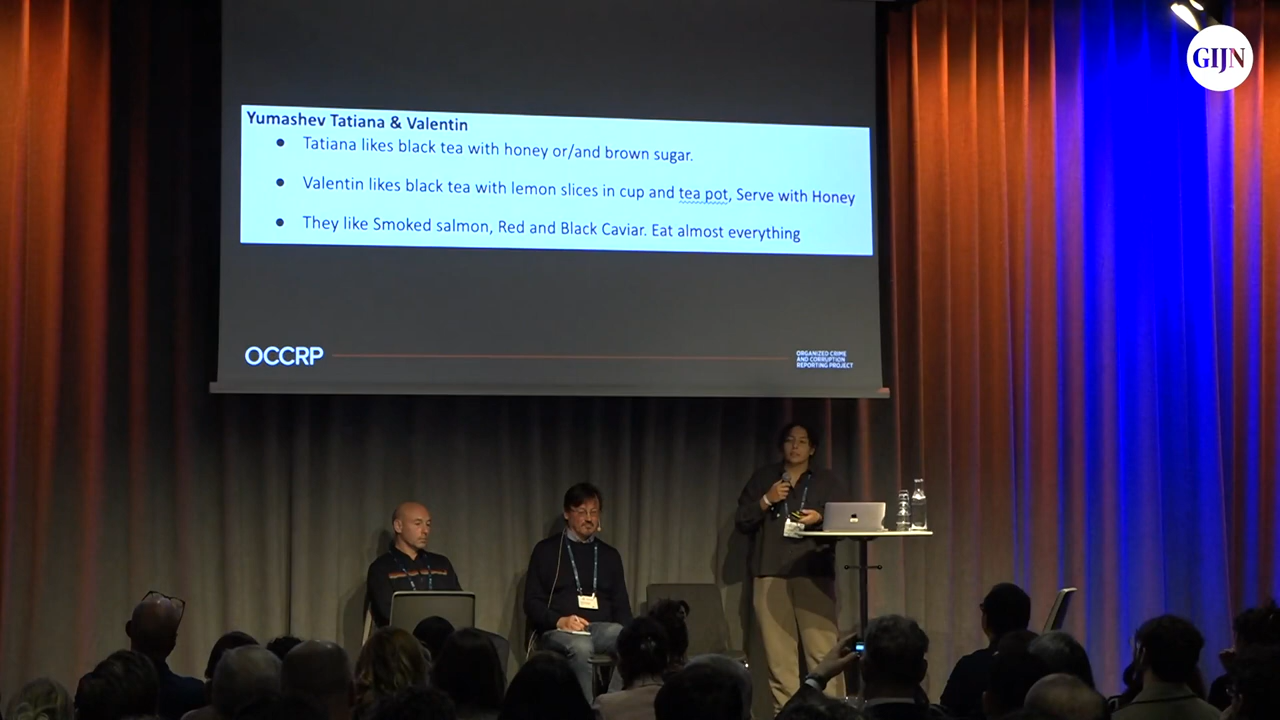 GIJN
Yumashev Tatiana & Valentin
• Tatiana likes black tea with honey or/and brown sugar.
• Valentin likes black tea with lemon slices in cup and tea pot, Serve with Honey
• They like Smoked salmon, Red and Black Caviar. Eat almost everything
OCCRP
ORGANIZED CRIME
AND CORRUPTION
REPORTING PROJECT